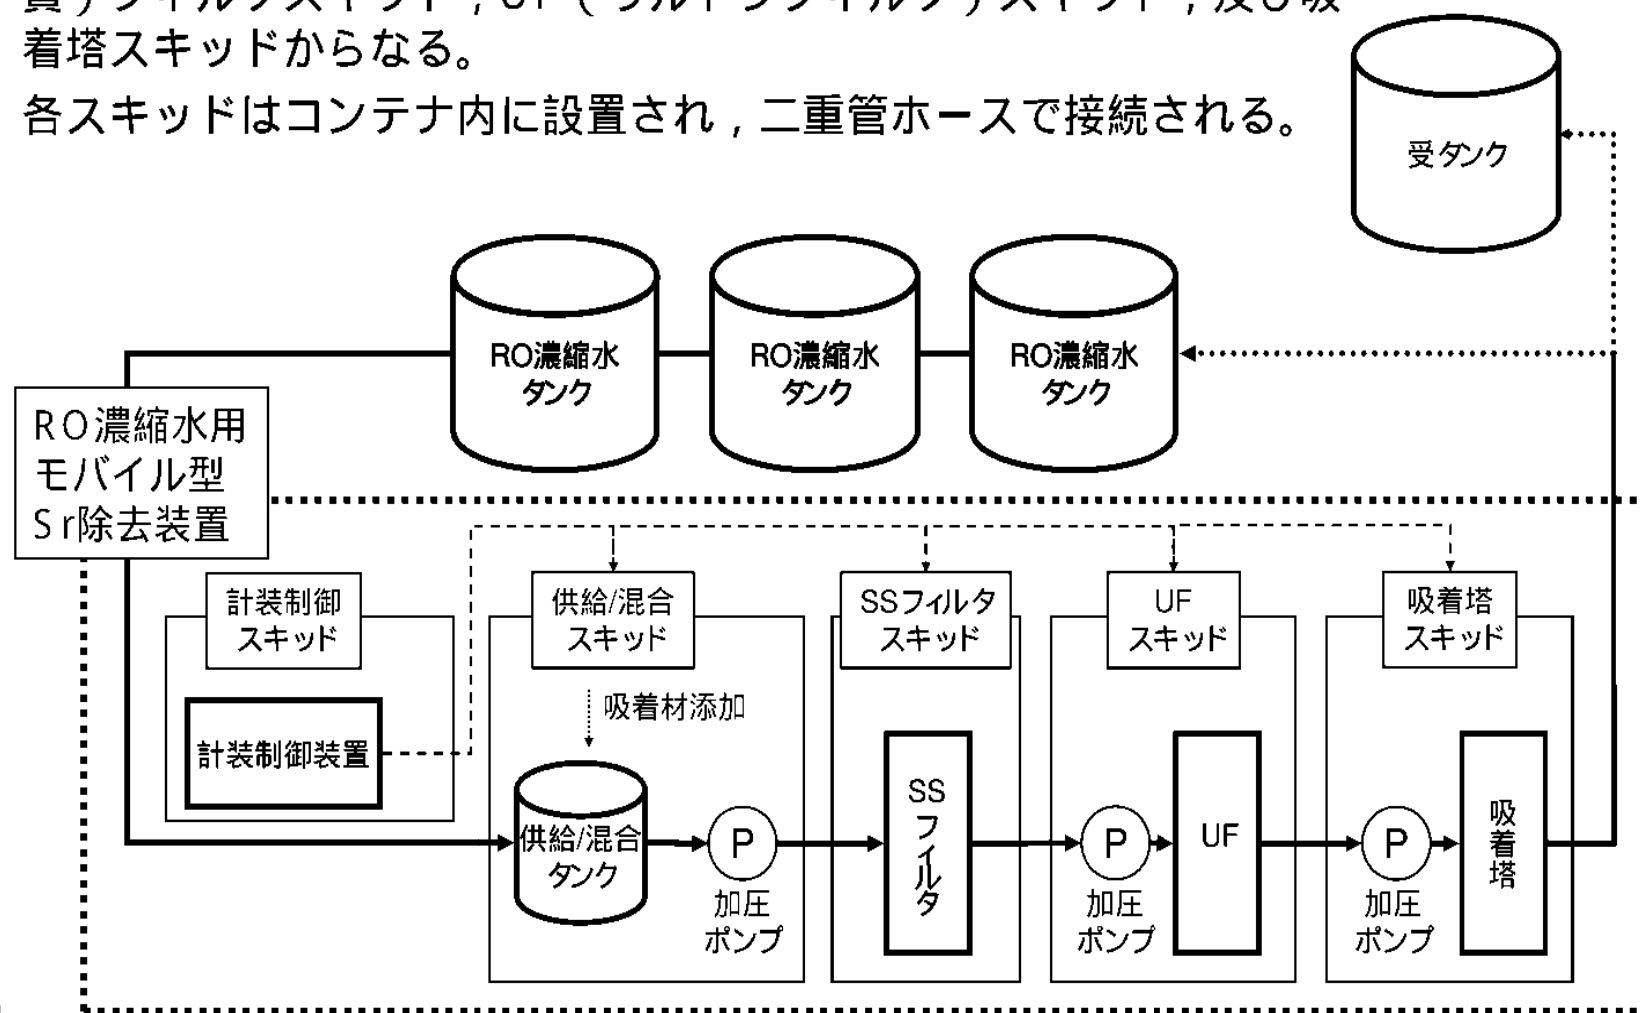 着塔スキッドからなる。
各スキッドはコンテナ内に設置され，二重管ホースで接続される。
受タンク
RO濃縮水
タンク
RO濃縮水
タンク
RO濃縮水
タンク
ＲＯ濃縮水用
モバイル型
Ｓｒ除去装置
計装制御
スキッド
供給/混合
スキッド
SSフィルタ
スキッド
UF
スキッド
吸着塔
スキッド
吸着材添加
計装制御装置
供給/混合
タンク
P
加圧
ポンプ
SS
フィルタ
P
加圧
ポンプ
UF
P
加圧
ポンプ
吸着塔